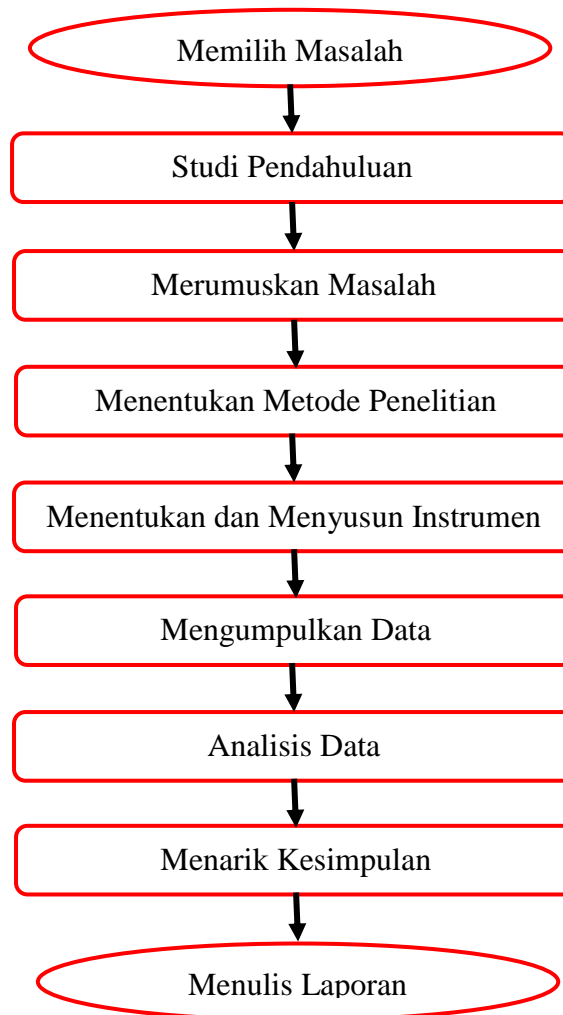 Memilih Masalah
Studi Pendahuluan
Merumuskan Masalah
Menentukan Metode Penelitian
Menentukan dan Menyusun Instrumen
Mengumpulkan Data
Analisis Data
Menarik Kesimpulan
Menulis Laporan